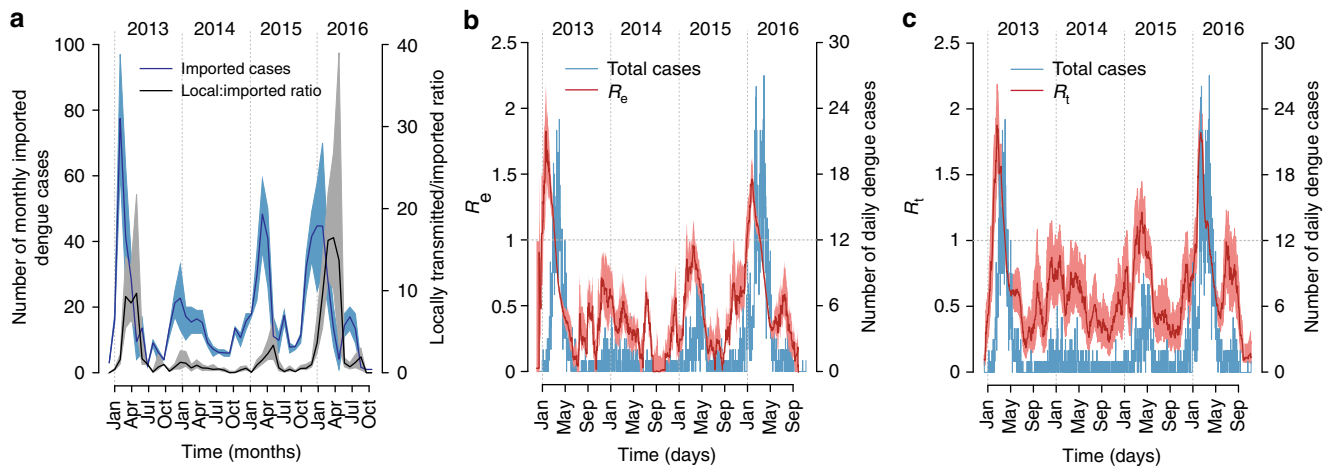 a
2013 2014 2015 2016
Number of monthly imported
dengue cases
100
80
60
40
20
0
Imported cases
Local:imported ratio
40
30
20
10
0
Locally transmitted/imported ratio
Jan Apr Jul Oct Jan Apr Jul Oct Jan Apr Jul Oct Jan Apr Jul Oct
Time (months)
b
2013 2014 2015 2016
Re
2.5
2
1.5
1
0.5
0
Total cases
Re
30
26
22
18
12
6
0
Number of daily dengue cases
Jan May Sep Jan May Sep Jan May Sep Jan May Sep
Time (days)
c
2013 2014 2015 2016
Rt
2.5
2
1.5
1
0.5
0
Total cases
Rt
30
26
22
18
12
6
0
Number of daily dengue cases
Jan May Sep Jan May Sep Jan May Sep Jan May Sep
Time (days)